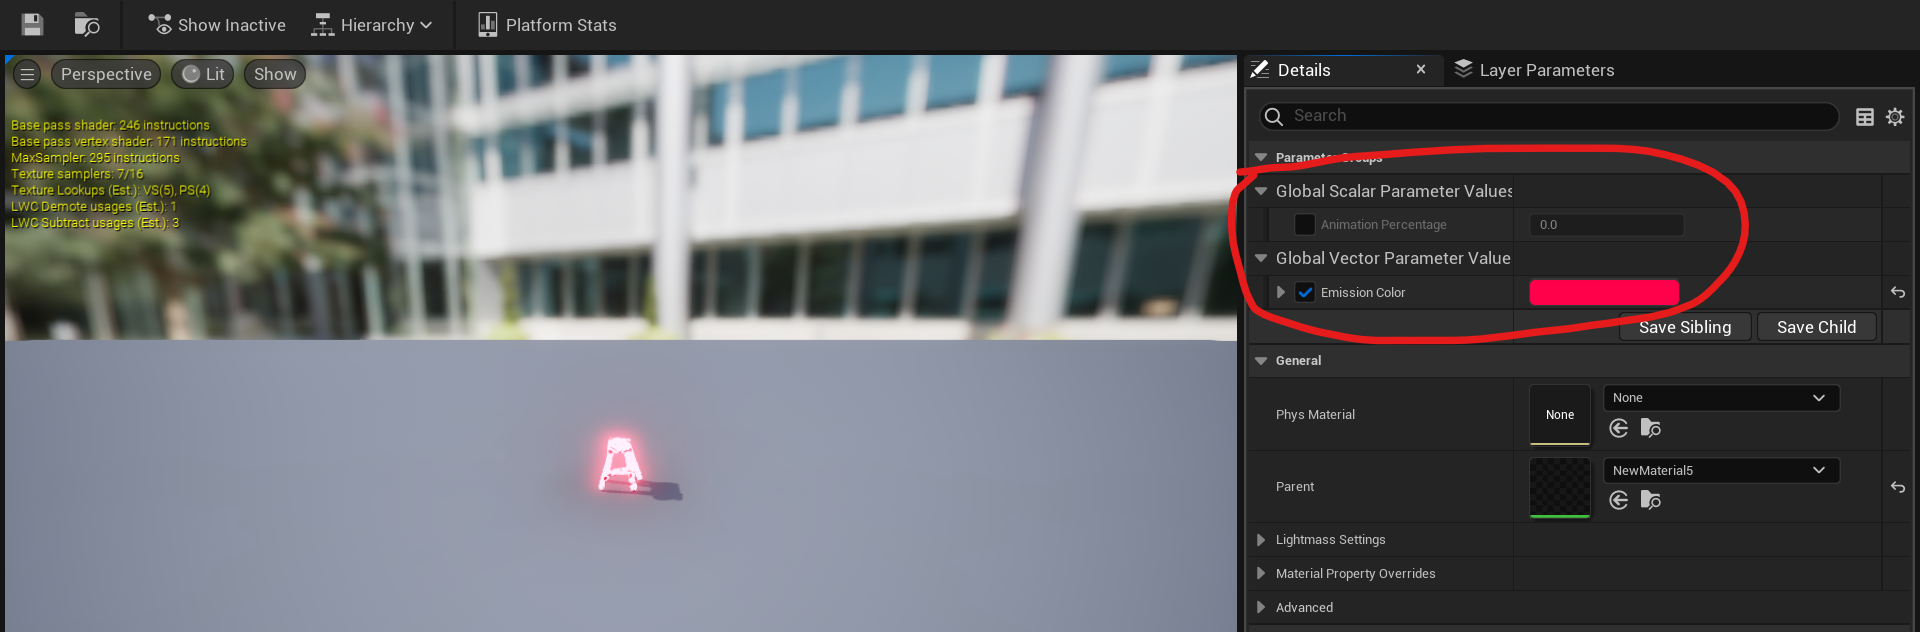 Show Inactive Hierarchy Platform Stats
Perspective Lit Show
Base pass shader: 246 instructions
Base pass vertex shader: 171 instructions
MaxSampler: 295 instructions
Texture samplers: 7/16
Texture Lookups (Est.): VS(5), PS(4)
LWC Demote usages (Est.): 1
LWC Subtract usages (Est.): 3
Details × Layer Parameters
Search
Parameter Groups
Global Scalar Parameter Values
Animation Percentage 0.0
Global Vector Parameter Value
Emission Color
Save Sibling Save Child
General
Phys Material None None
Parent NewMaterial5
Lightmass Settings
Material Property Overrides
Advanced